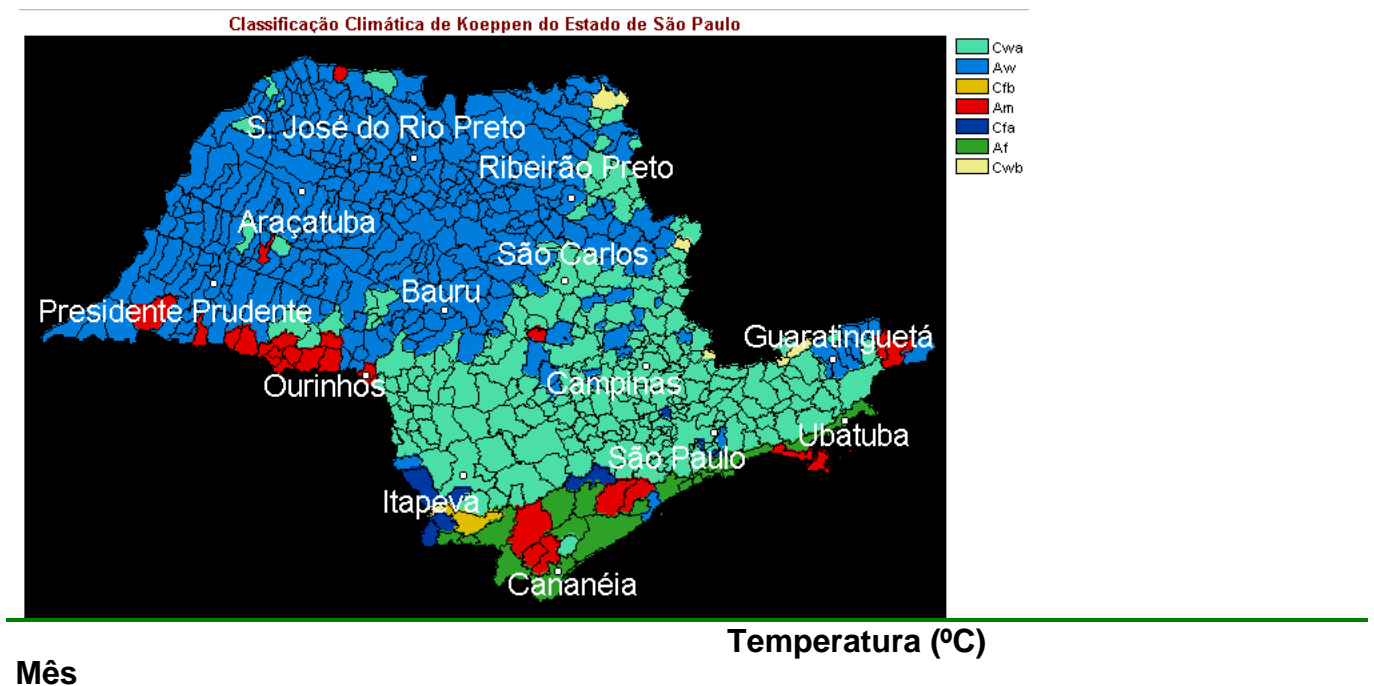 Classificação Climática de Koeppen do Estado de São Paulo
Cwa
Aw
Cfb
Am
Cfa
Af
Cwb
S. José do Rio Preto
Ribeirão Preto
Araçatuba
São Carlos
Bauru
Presidente Prudente
Guaratinguetá
Ourinhos
Campinas
Ubatuba
São Paulo
Itapeva
Cananéia
Temperatura (ºC)
Mês